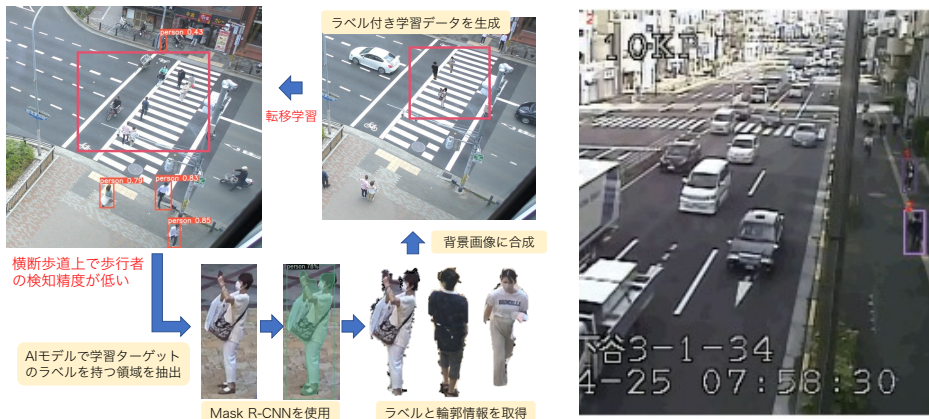 ラベル付き学習データを生成
person 0.43
転移学習
person 0.79
person 0.83
person 0.85
横断歩道上で歩行者
の検知精度が低い
背景画像に合成
person 78%
AIモデルで学習ターゲット
のラベルを持つ領域を抽出
Mask R-CNNを使用
ラベルと輪郭情報を取得
BRUNELLE
10KP
谷3-1-34
4-25 07:58:30